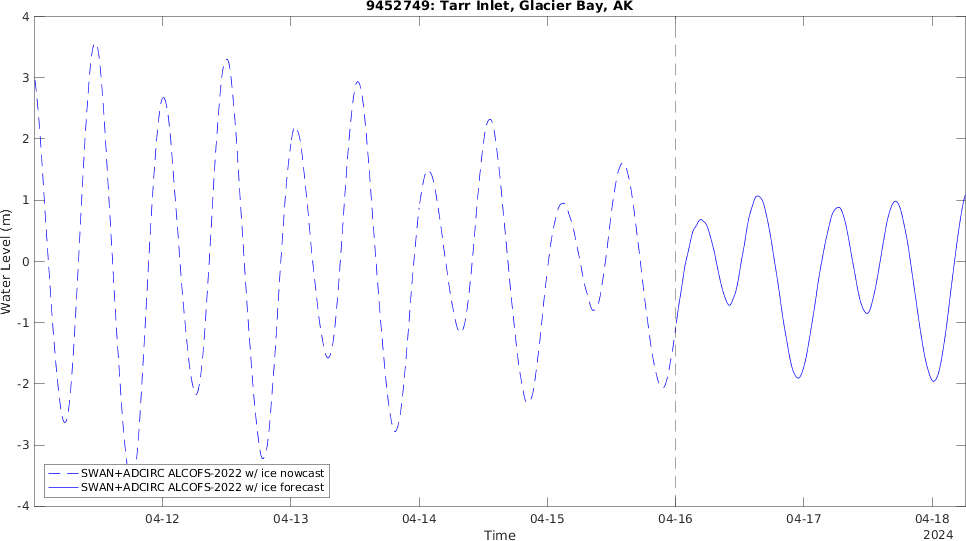 9452749: Tarr Inlet, Glacier Bay, AK
4
3
2
1
0
-1
-2
-3
-4
Water Level (m)
SWAN+ADCIRC ALCOFS-2022 w/ ice nowcast
SWAN+ADCIRC ALCOFS-2022 w/ ice forecast
04-12 04-13 04-14 04-15 04-16 04-17 04-18
Time
2024